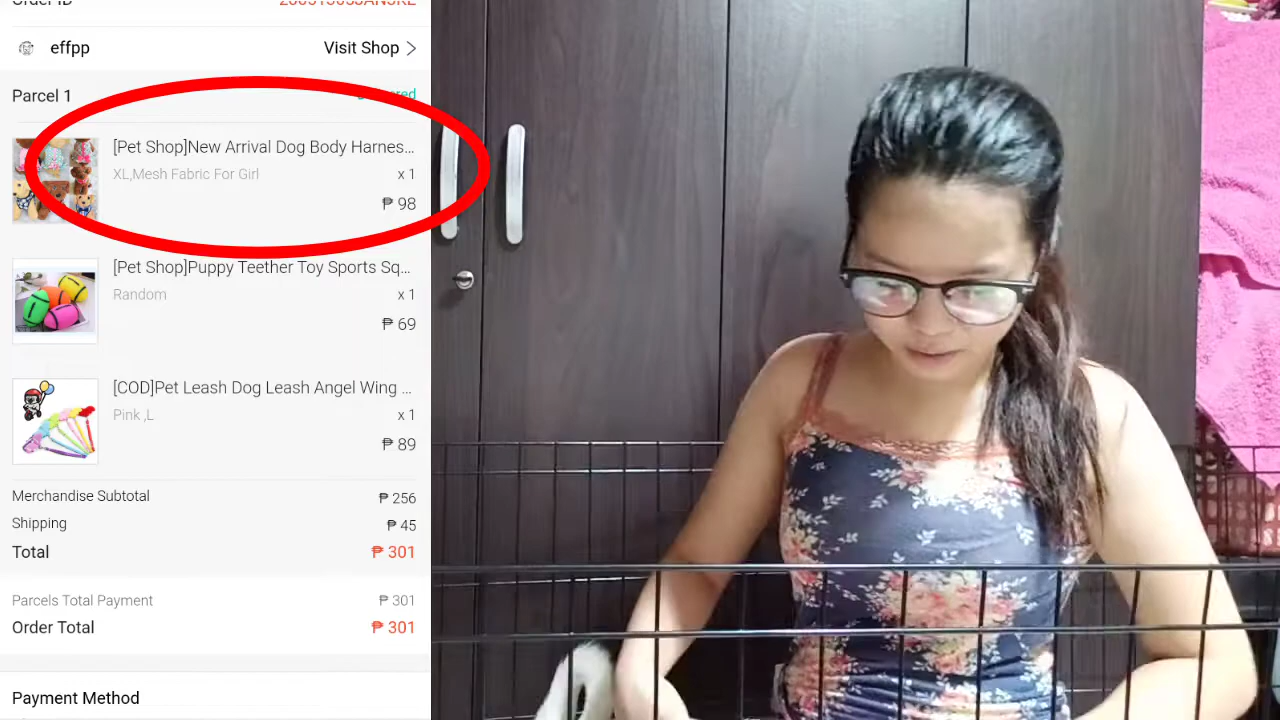 Order ID
effpp
Visit Shop
Parcel 1
[Pet Shop]New Arrival Dog Body Harnes...
XL,Mesh Fabric For Girl x 1
₱ 98
[Pet Shop]Puppy Teether Toy Sports Sq...
Random x 1
₱ 69
[COD]Pet Leash Dog Leash Angel Wing ...
Pink ,L x 1
₱ 89
Merchandise Subtotal ₱ 256
Shipping ₱ 45
Total ₱ 301
Parcels Total Payment ₱ 301
Order Total ₱ 301
Payment Method